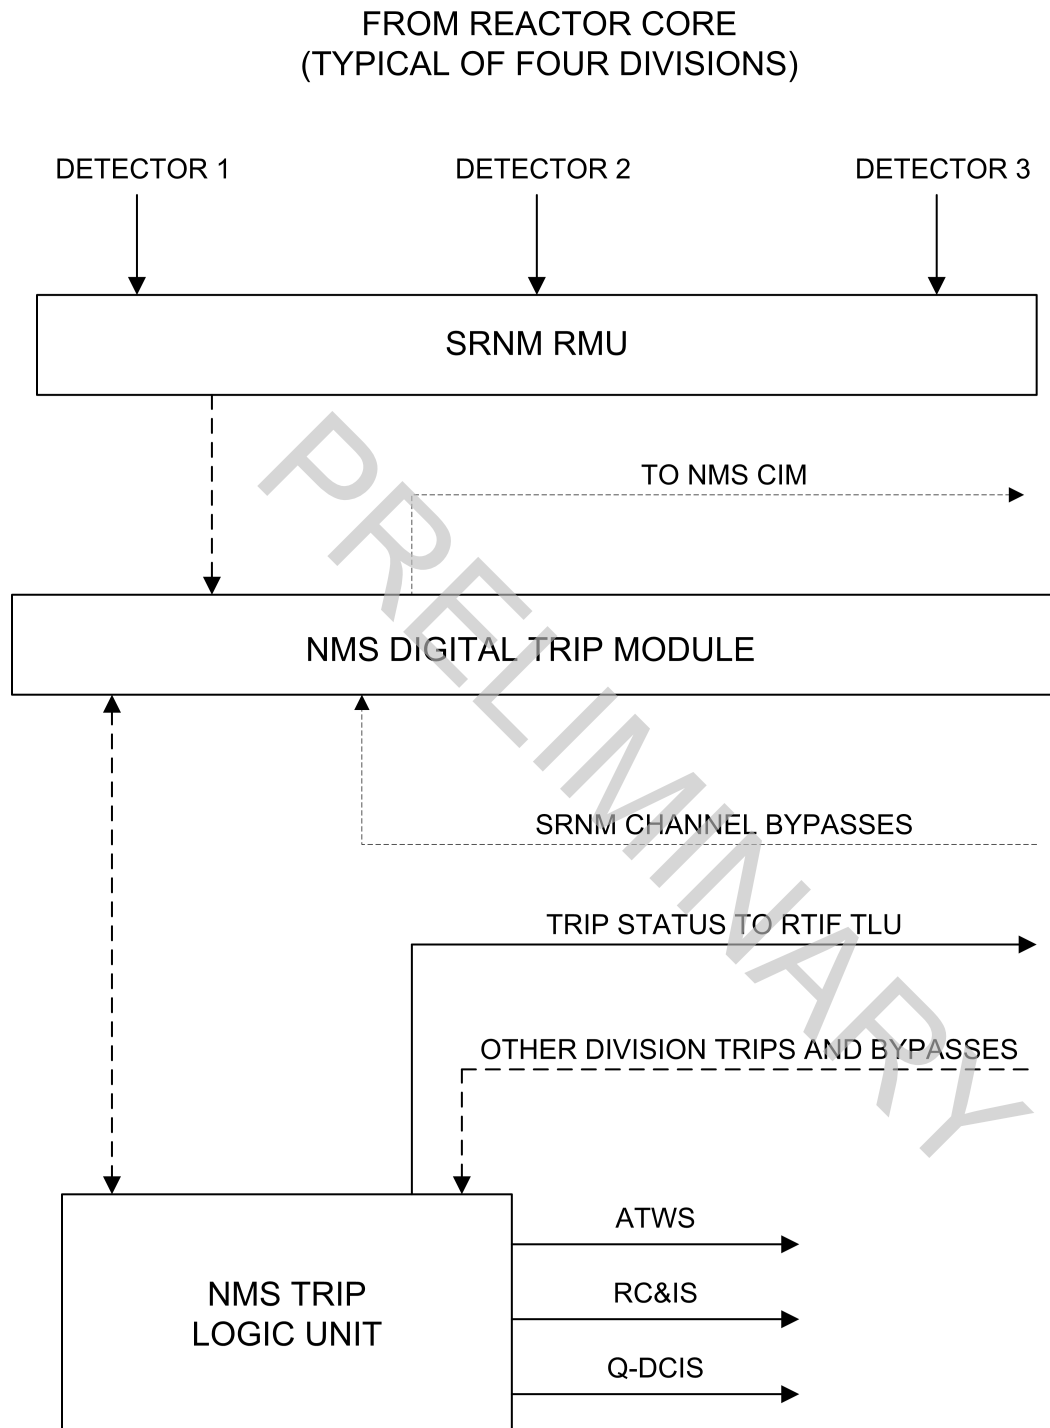 FROM REACTOR CORE
(TYPICAL OF FOUR DIVISIONS)
DETECTOR 1
DETECTOR 2
DETECTOR 3
SRNM RMU
TO NMS CIM
NMS DIGITAL TRIP MODULE
SRNM CHANNEL BYPASSES
TRIP STATUS TO RTIF TLU
OTHER DIVISION TRIPS AND BYPASSES
ATWS
NMS TRIP
LOGIC UNIT
RC&IS
Q-DCIS
PRELIMINARY